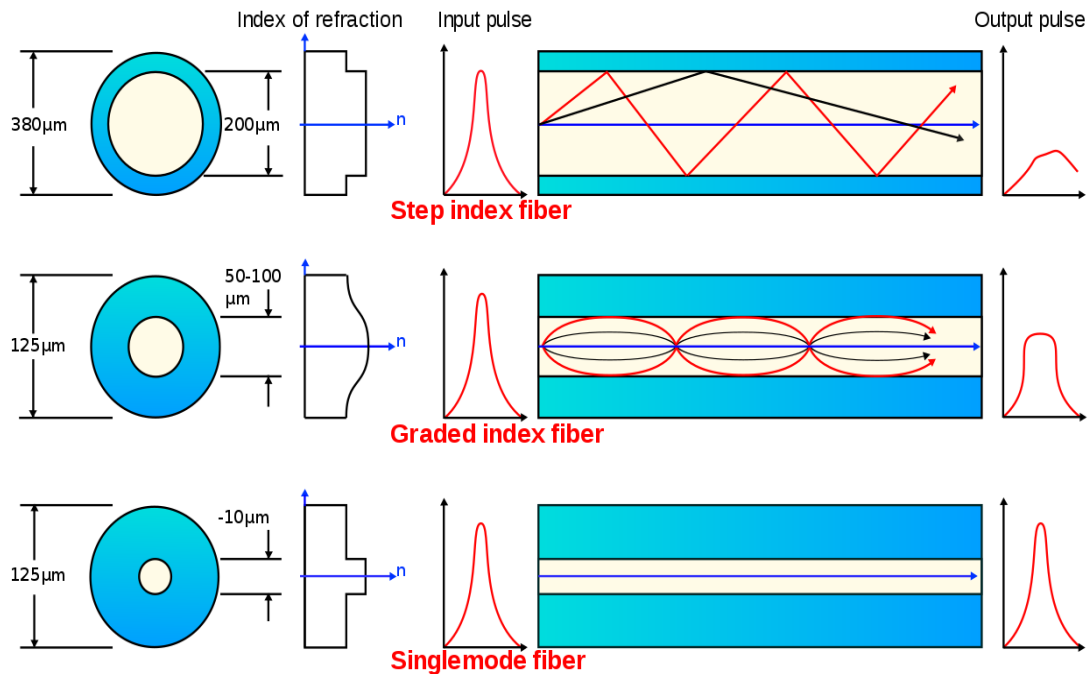 Index of refraction
Input pulse
Output pulse
380µm
200µm
n
Step index fiber
50-100
µm
125µm
n
Graded index fiber
-10µm
125µm
n
Singlemode fiber